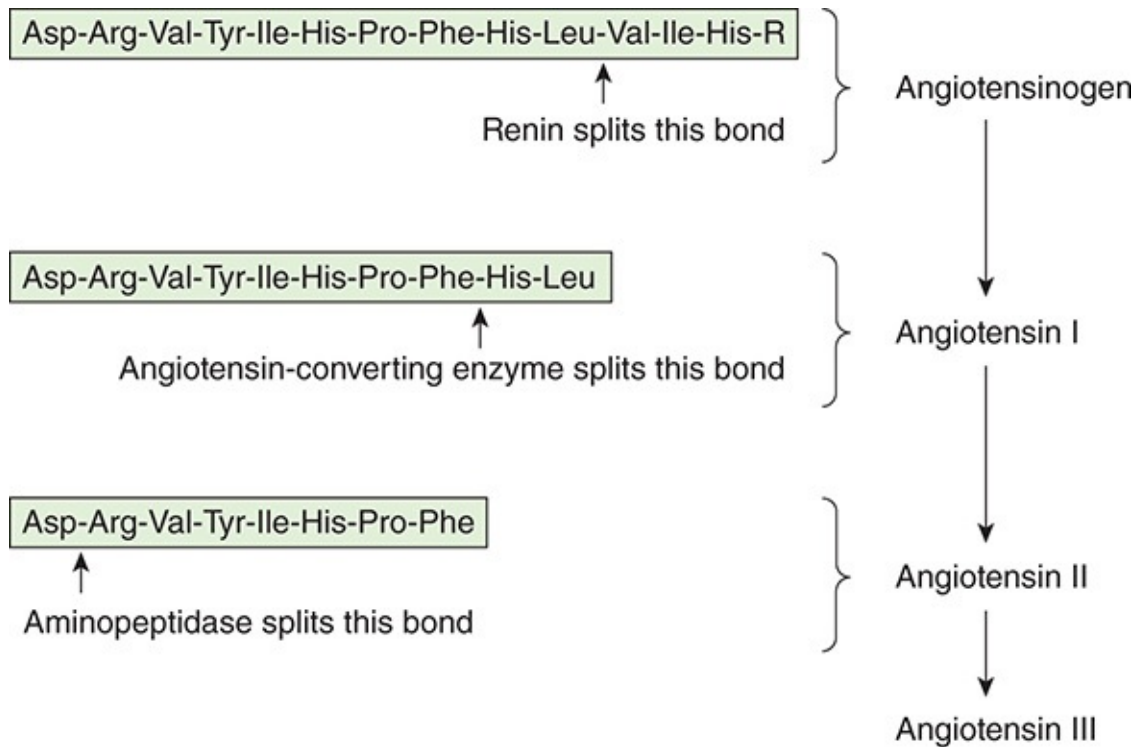 Asp-Arg-Val-Tyr-Ile-His-Pro-Phe-His-Leu-Val-Ile-His-R
Renin splits this bond
Angiotensinogen
Asp-Arg-Val-Tyr-Ile-His-Pro-Phe-His-Leu
Angiotensin-converting enzyme splits this bond
Angiotensin I
Asp-Arg-Val-Tyr-Ile-His-Pro-Phe
Aminopeptidase splits this bond
Angiotensin II
Angiotensin III